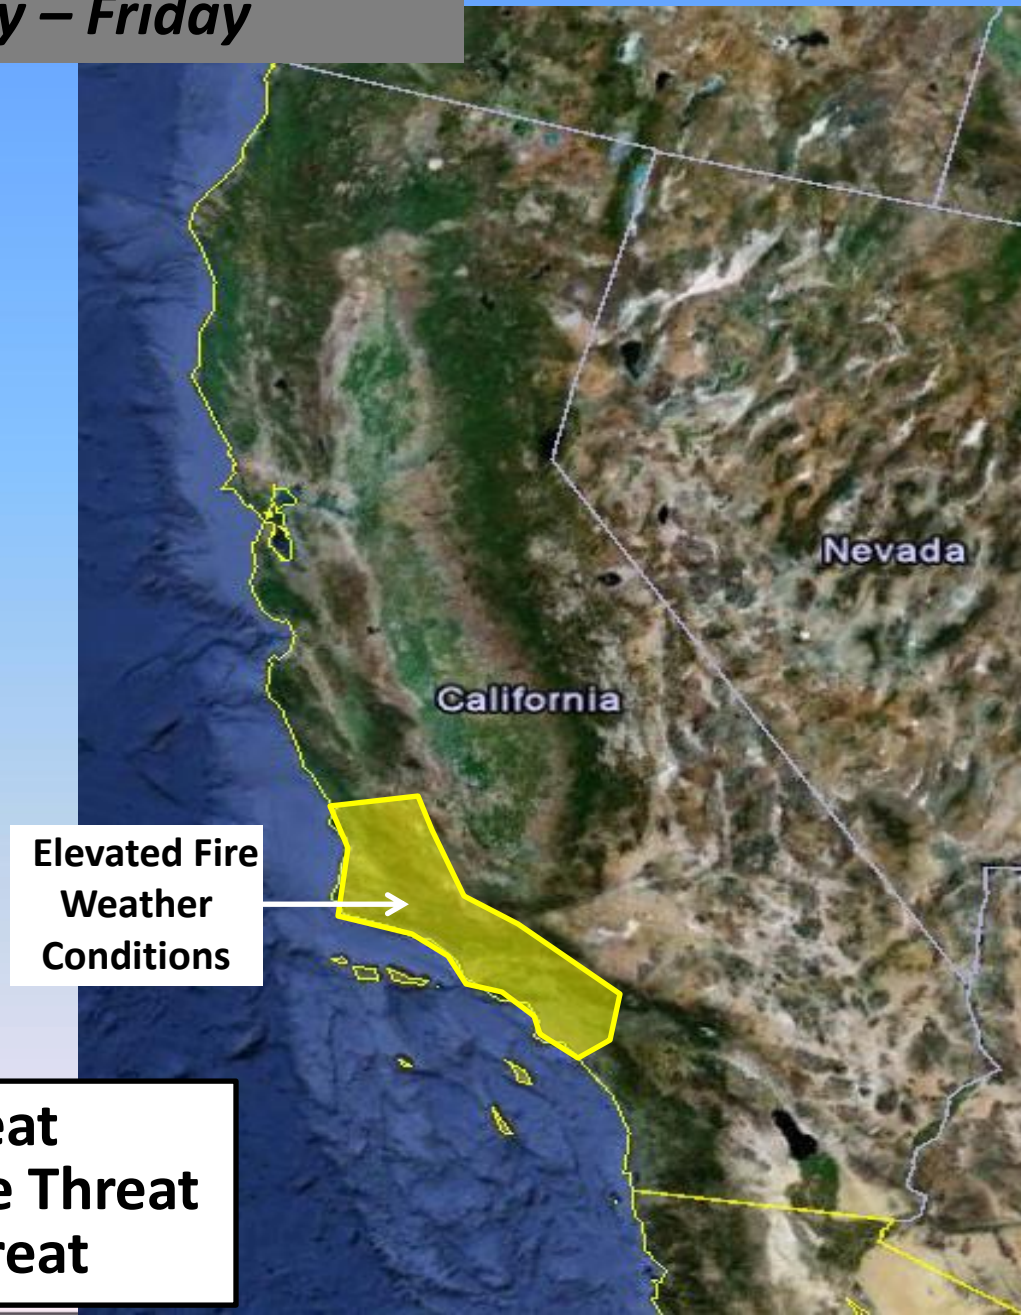 y – Friday
Nevada
California
Elevated Fire
Weather
Conditions
eat
e Threat
reat